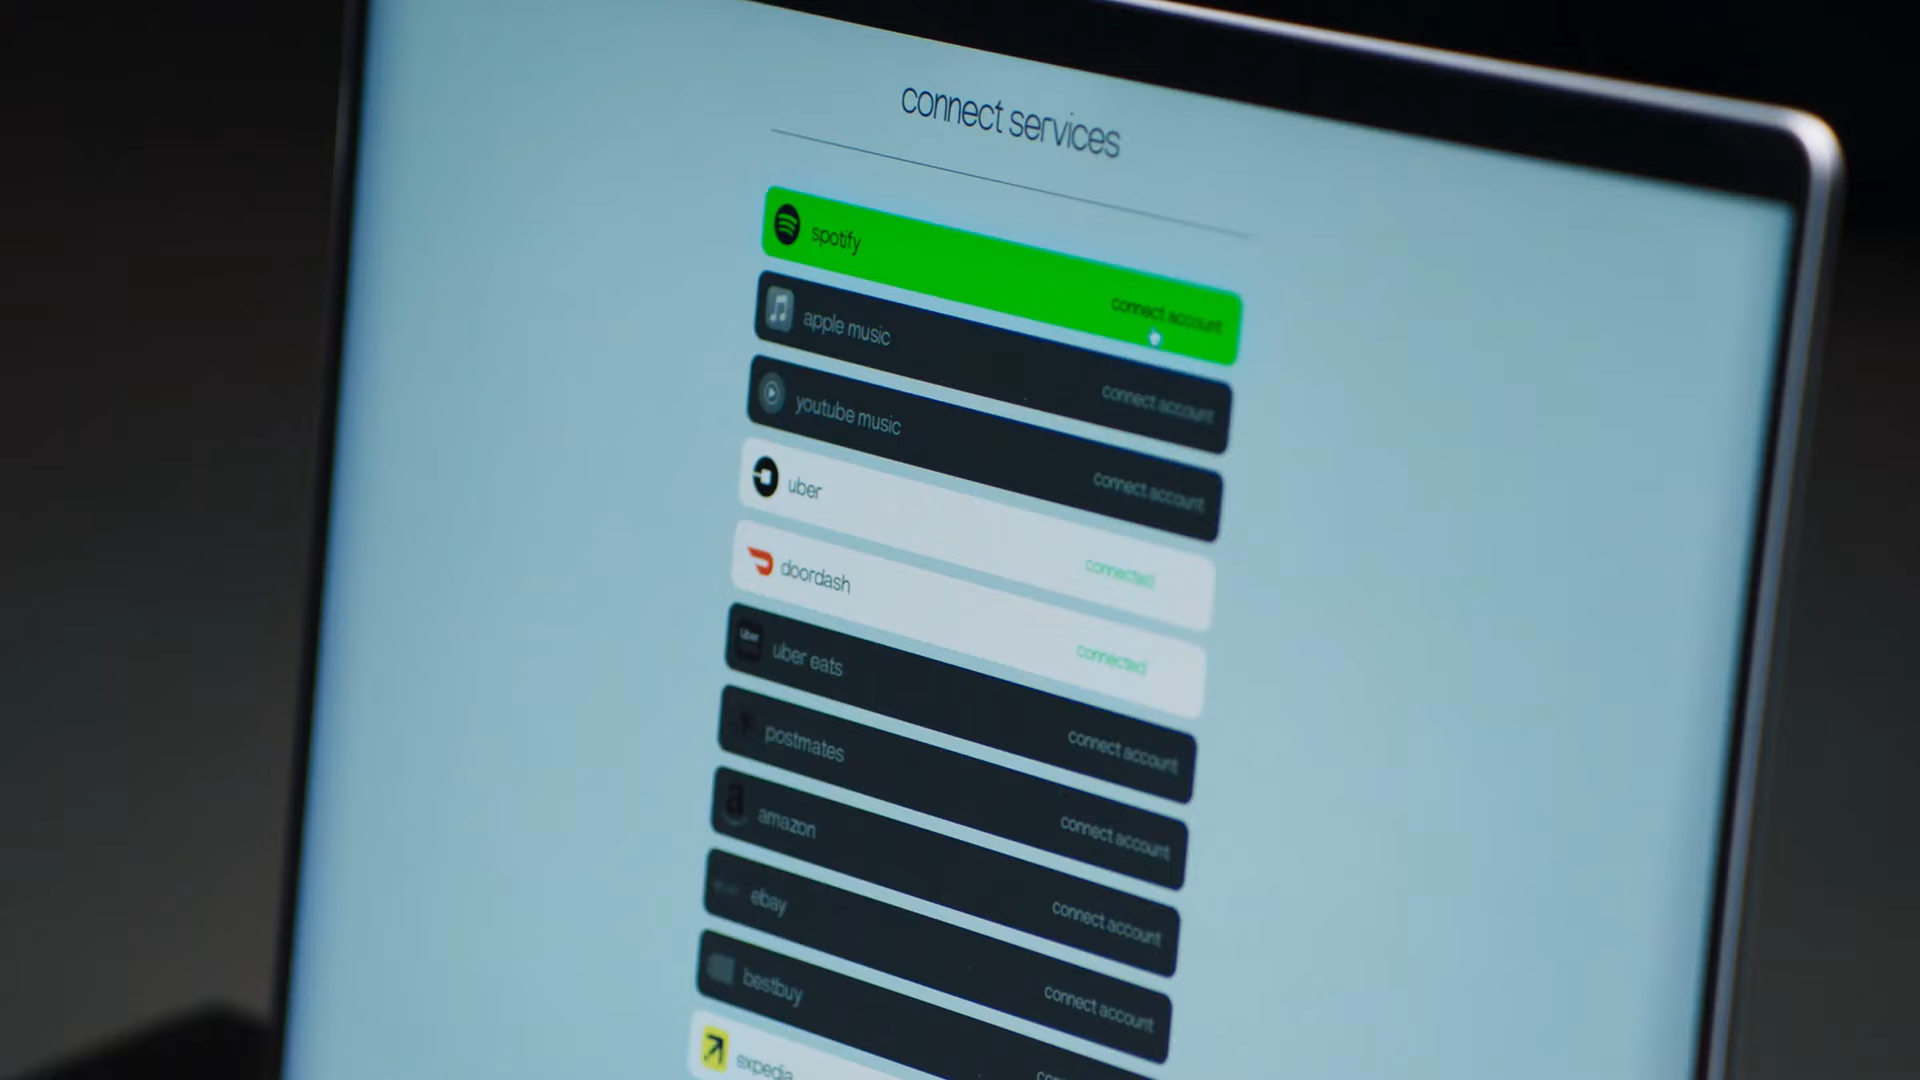 connect services
spotify
connect account
apple music
connect account
youtube music
connect account
uber
connected
doordash
connected
uber eats
connect account
postmates
connect account
amazon
connect account
ebay
connect account
bestbuy
expedia